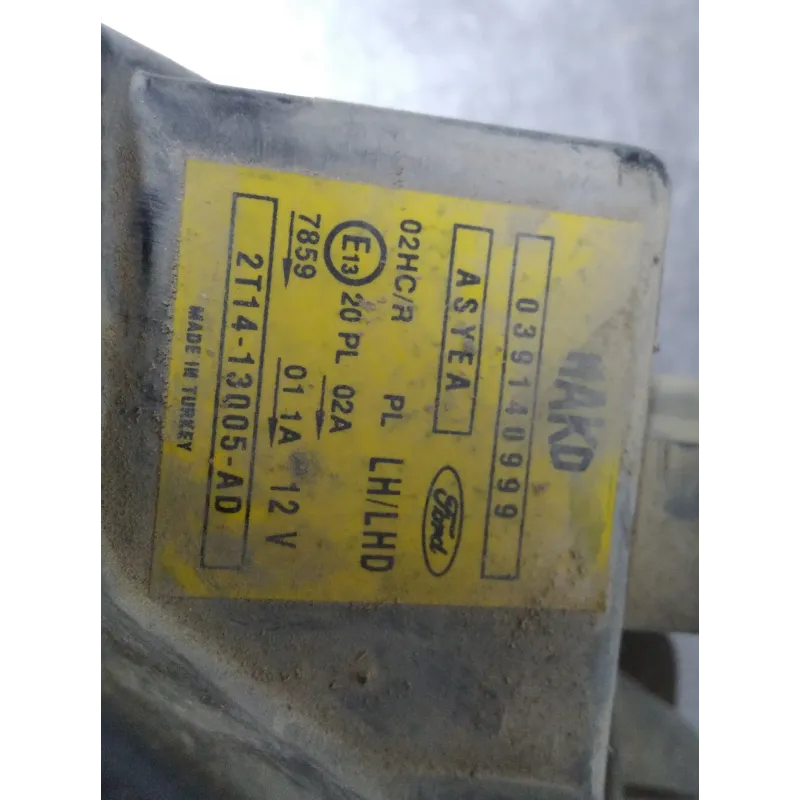 HAKO
039140999
ASYEA Ford
02HC/R PL LH/LHD
E13 20 PL 02A
7859 01 1A 12 V
2T14-13005-AD
MADE IN TURKEY